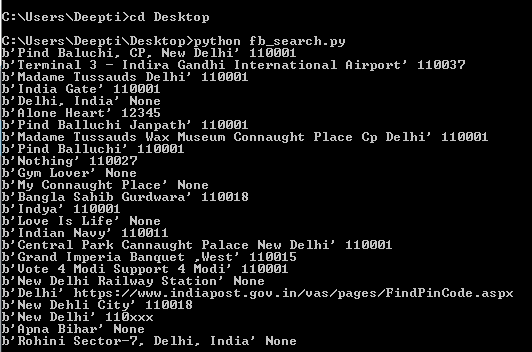 C:\Users\Deepti>cd Desktop
C:\Users\Deepti\Desktop>python fb_search.py
b'Pind Baluchi, CP, New Delhi' 110001
b'Terminal 3 - Indira Gandhi International Airport' 110037
b'Madame Tussauds Delhi' 110001
b'India Gate' 110001
b'Delhi, India' None
b'Alone Heart' 12345
b'Pind Balluchi Janpath' 110001
b'Madame Tussauds Wax Museum Connaught Place Cp Delhi' 110001
b'Pind Balluchi' 110001
b'Nothing' 110027
b'Gym Lover' None
b'My Connaught Place' None
b'Bangla Sahib Gurdwara' 110018
b'Indya' 110001
b'Love Is Life' None
b'Indian Navy' 110011
b'Central Park Cannaught Palace New Delhi' 110001
b'Grand Imperia Banquet ,West' 110015
b'Vote 4 Modi Support 4 Modi' 110001
b'New Delhi Railway Station' None
b'Delhi' https://www.indiapost.gov.in/vas/pages/FindPinCode.aspx
b'New Dehli City' 110018
b'New Delhi' 110xxx
b'Apna Bihar' None
b'Rohini Sector-7, Delhi, India' None